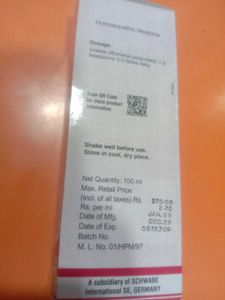 Homoeopathic Medicine
Dosage:
Unless otherwise prescribed, 1-2
teaspoons 2-3 times daily.
Scan QR Code
for more product
information
Shake well before use.
Store in cool, dry place.
Net Quantity: 100 ml
Max. Retail Price
(Incl. of all taxes) Rs. 270.00
Rs. per ml 2.70
Date of Mfg. JAN.25
Date of Exp. DEC.29
Batch No. 0515309
M. L. No. 01/HPM/97
A subsidiary of SCHWABE
International SE, GERMANY